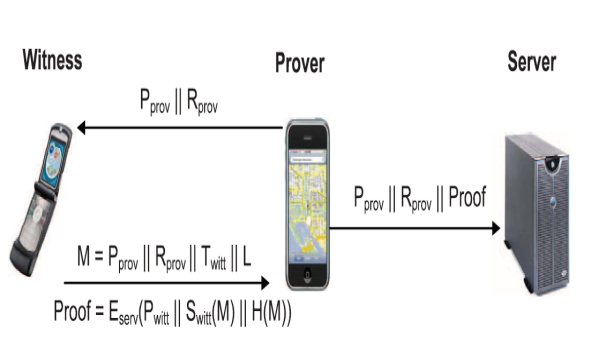 Witness
Prover
Server
P_prov || R_prov
P_prov || R_prov || Proof
M = P_prov || R_prov || T_witt || L
Proof = E_serv(P_witt || S_witt(M) || H(M))